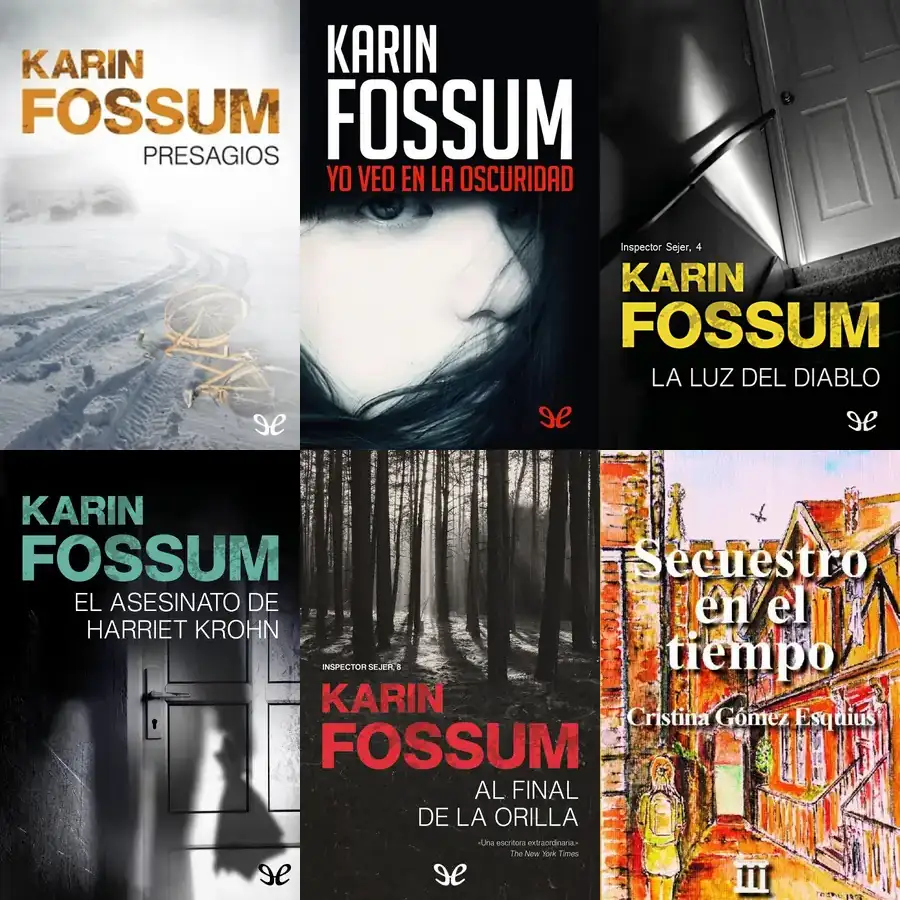 KARIN
FOSSUM
PRESAGIOS
KARIN
FOSSUM
YO VEO EN LA OSCURIDAD
Inspector Sejer, 4
KARIN
FOSSUM
LA LUZ DEL DIABLO
KARIN
FOSSUM
EL ASESINATO DE
HARRIET KROHN
INSPECTOR SEJER, 8
KARIN
FOSSUM
AL FINAL
DE LA ORILLA
«Una escritora extraordinaria.»
The New York Times
Secuestro
en el
tiempo
Cristina Gómez Esquius
III